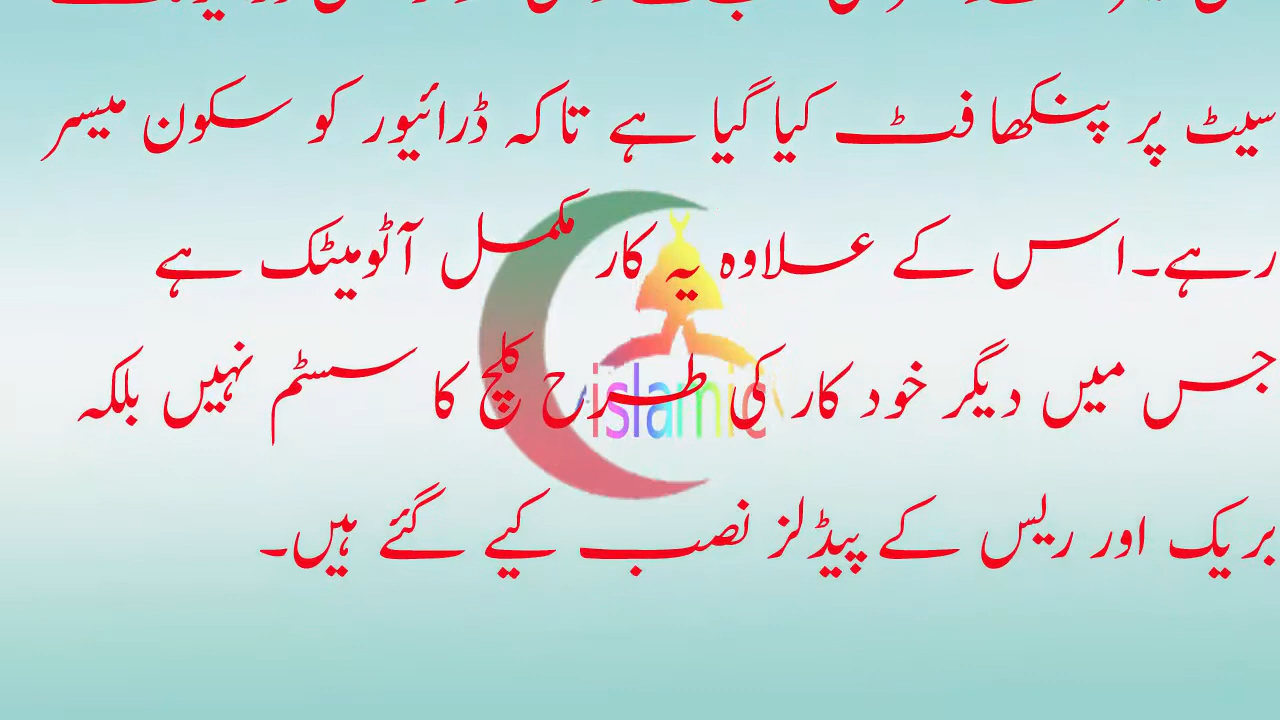 سیٹ پر پنکھا فٹ کیا گیا ہے تاکہ ڈرائیور کو سکون میسر
رہے۔اس کے علاوہ یہ کار مکمل آٹومیٹک ہے
جس میں دیگر خود کار کی طرح کلچ کا سسٹم نہیں بلکہ
islamic
بریک اور ریس کے پیڈلز نصب کیے گئے ہیں۔